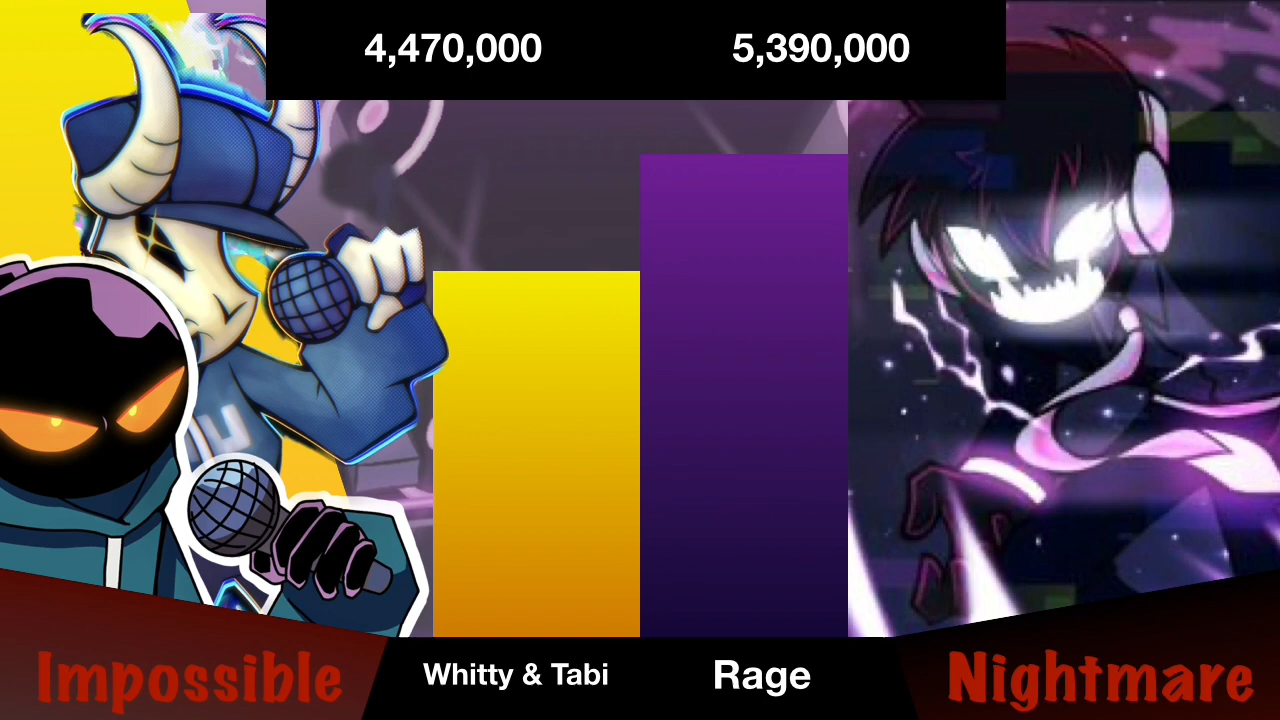 4,470,000
5,390,000
Impossible
Whitty & Tabi
Rage
Nightmare